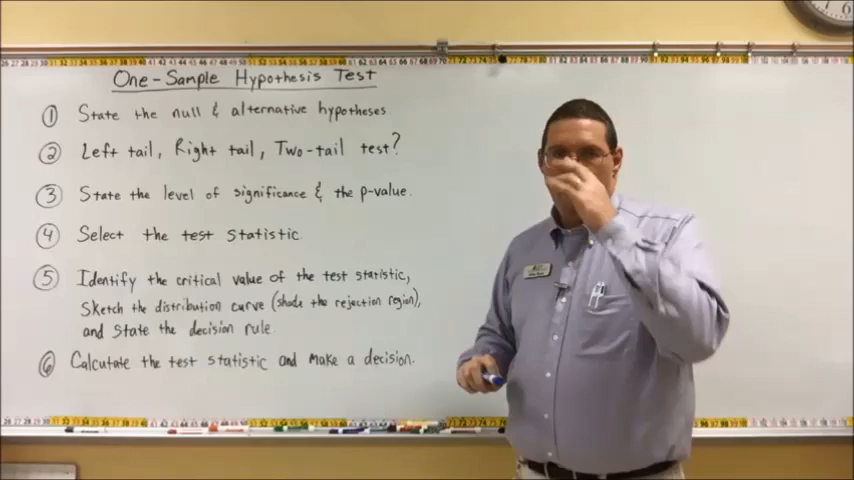 One-Sample Hypothesis Test
① State the null & alternative hypotheses.
② Left tail, Right tail, Two-tail test?
③ State the level of significance & the p-value.
④ Select the test statistic.
⑤ Identify the critical value of the test statistic,
Sketch the distribution curve (shade the rejection region),
and state the decision rule.
⑥ Calculate the test statistic and make a decision.